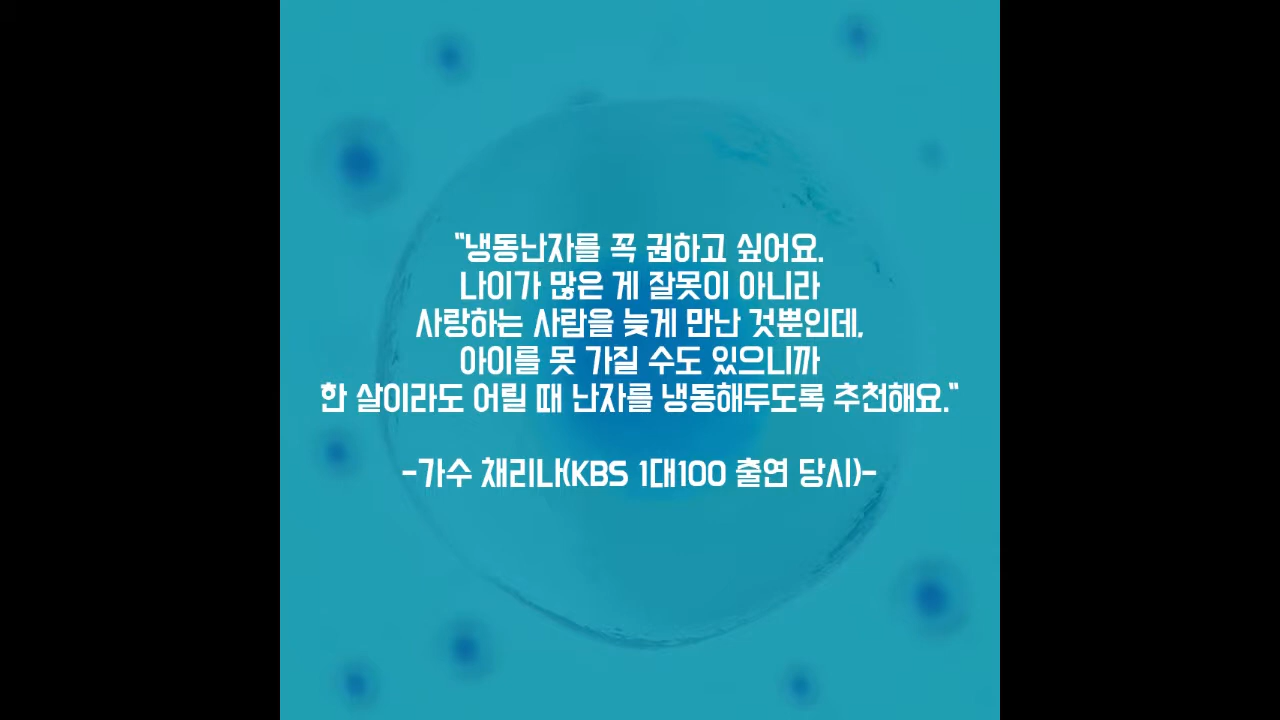 "냉동난자를 꼭 권하고 싶어요.
나이가 많은 게 잘못이 아니라
사랑하는 사람을 늦게 만난 것뿐인데,
아이를 못 가질 수도 있으니까
한 살이라도 어릴 때 난자를 냉동해두도록 추천해요."
-가수 채리나(KBS 1대100 출연 당시)-